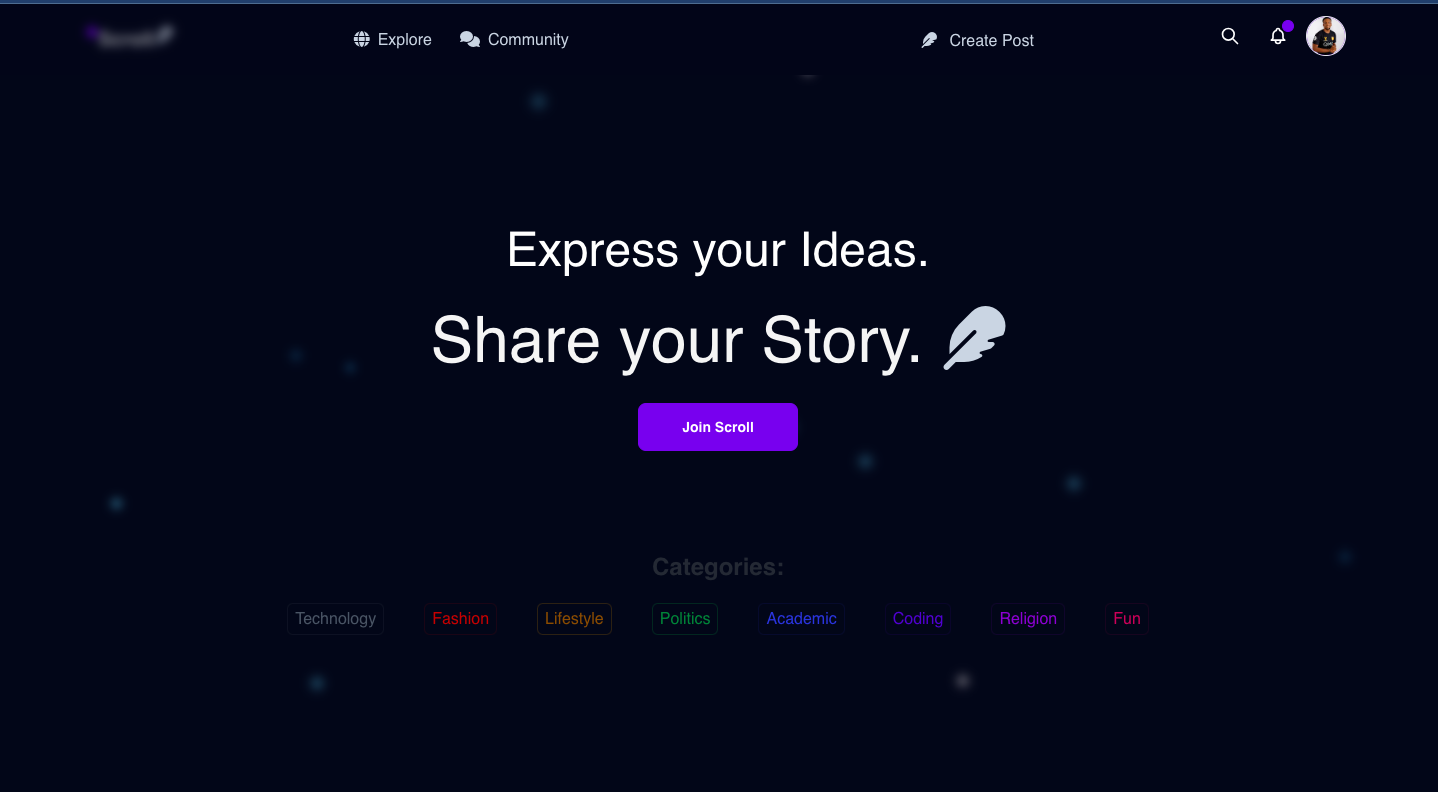 Explore Community Create Post
Express your Ideas.
Share your Story.
Join Scroll
Categories:
Technology Fashion Lifestyle Politics Academic Coding Religion Fun